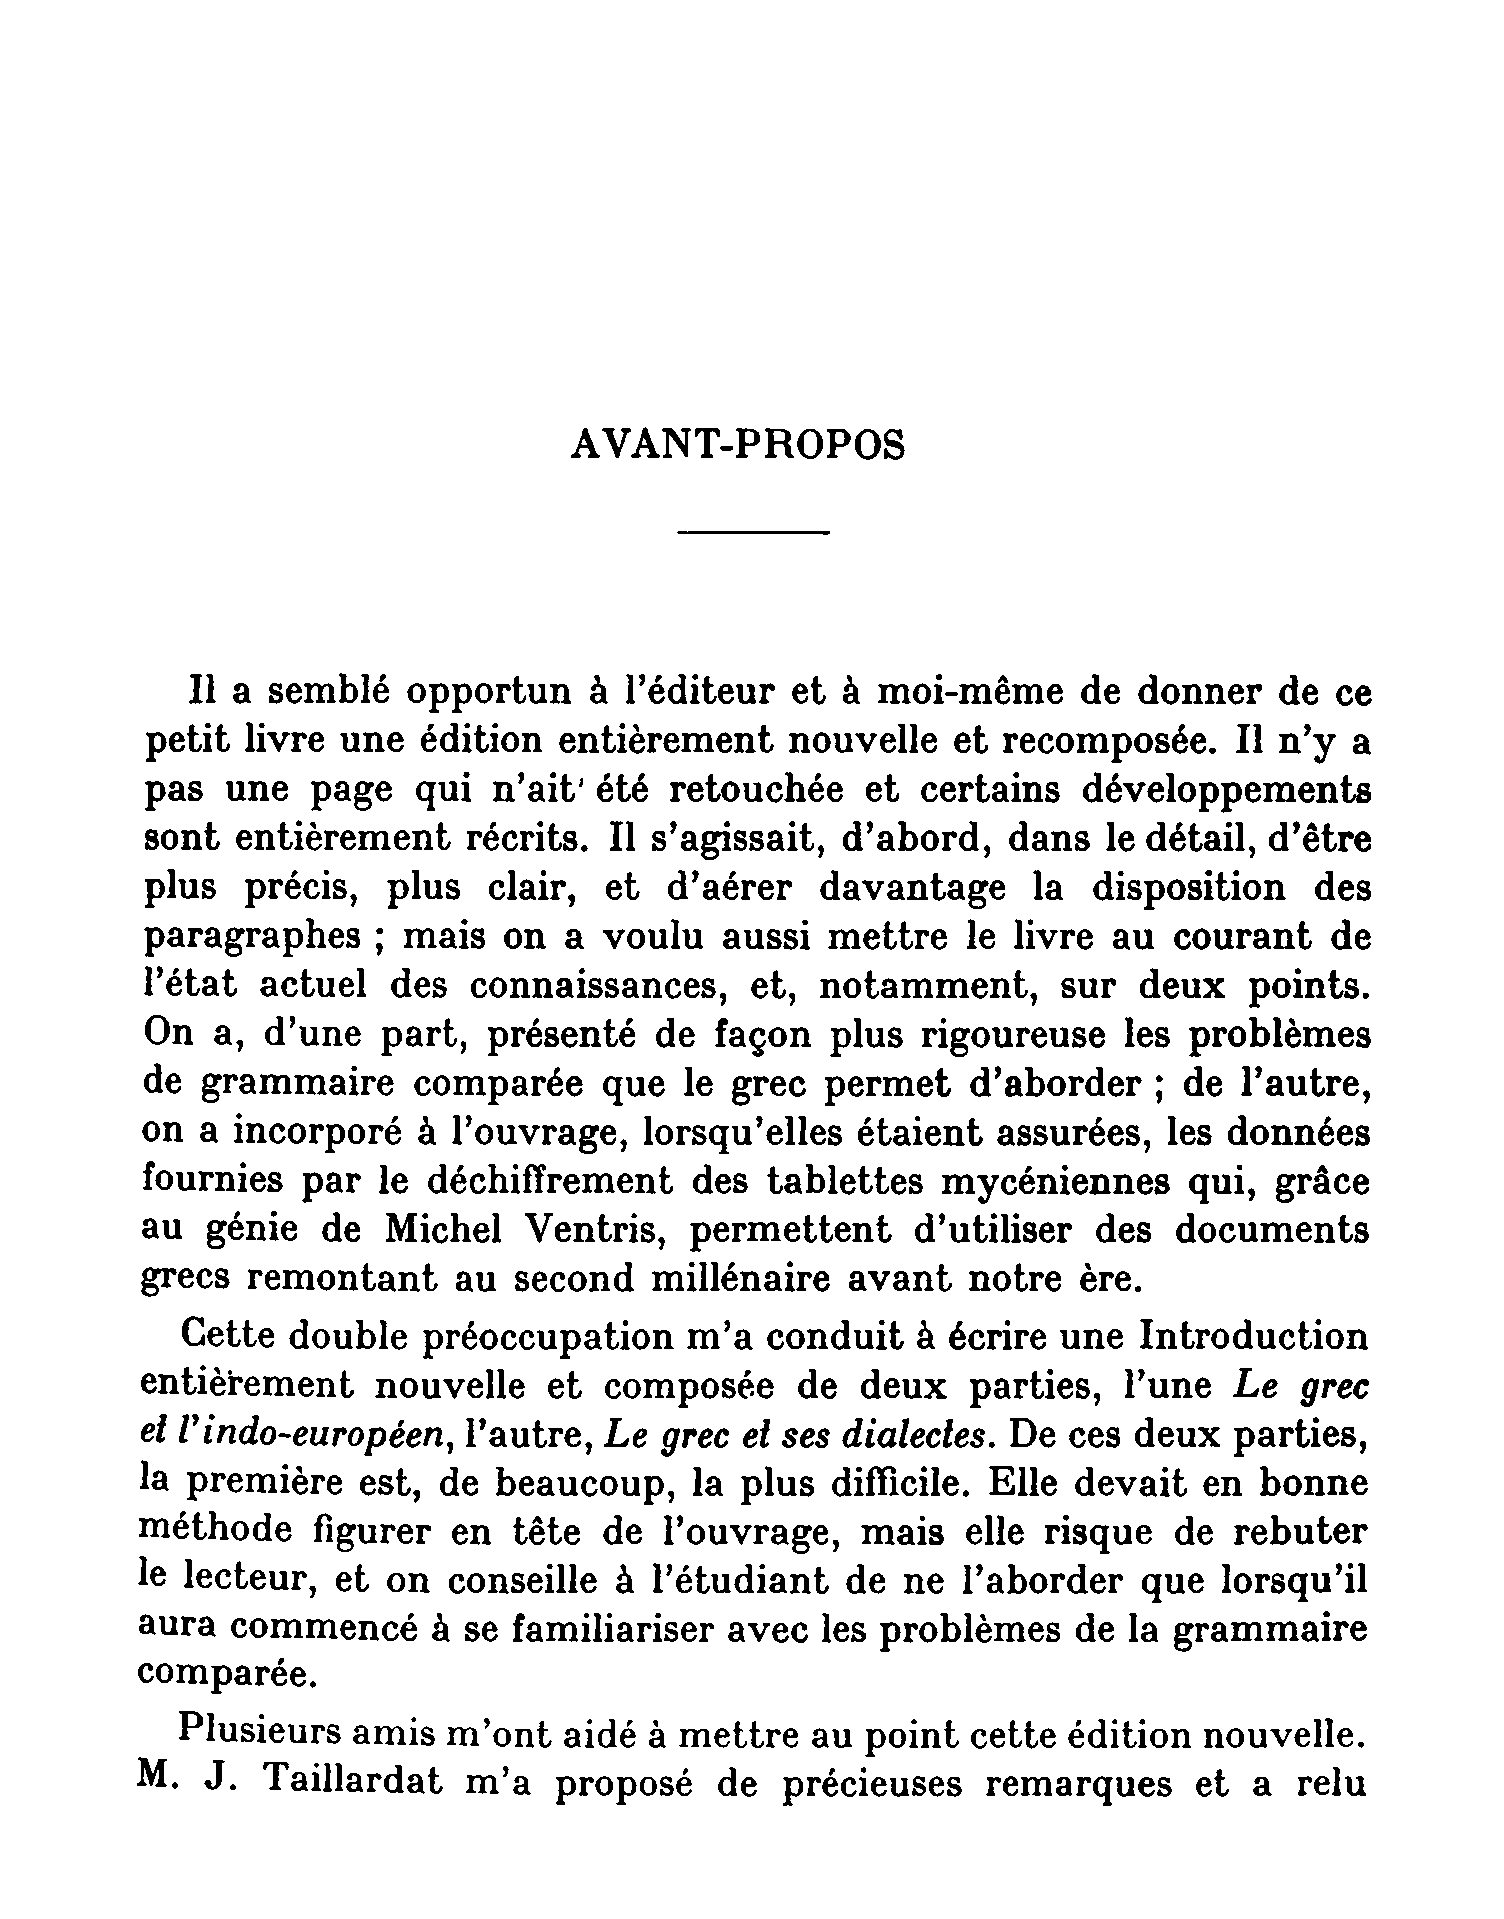 AVANT-PROPOS
Il a semblé opportun à l'éditeur et à moi-même de donner de ce
petit livre une édition entièrement nouvelle et recomposée. Il n'y a
pas une page qui n'ait été retouchée et certains développements
sont entièrement récrits. Il s'agissait, d'abord, dans le détail, d'être
plus précis, plus clair, et d'aérer davantage la disposition des
paragraphes ; mais on a voulu aussi mettre le livre au courant de
l'état actuel des connaissances, et, notamment, sur deux points.
On a, d'une part, présenté de façon plus rigoureuse les problèmes
de grammaire comparée que le grec permet d'aborder ; de l'autre,
on a incorporé à l'ouvrage, lorsqu'elles étaient assurées, les données
fournies par le déchiffrement des tablettes mycéniennes qui, grâce
au génie de Michel Ventris, permettent d'utiliser des documents
grecs remontant au second millénaire avant notre ère.
Cette double préoccupation m'a conduit à écrire une Introduction
entièrement nouvelle et composée de deux parties, l'une Le grec
et l'indo-européen, l'autre, Le grec et ses dialectes. De ces deux parties,
la première est, de beaucoup, la plus difficile. Elle devait en bonne
méthode figurer en tête de l'ouvrage, mais elle risque de rebuter
le lecteur, et on conseille à l'étudiant de ne l'aborder que lorsqu'il
aura commencé à se familiariser avec les problèmes de la grammaire
comparée.
Plusieurs amis m'ont aidé à mettre au point cette édition nouvelle.
M. J. Taillardat m'a proposé de précieuses remarques et a relu